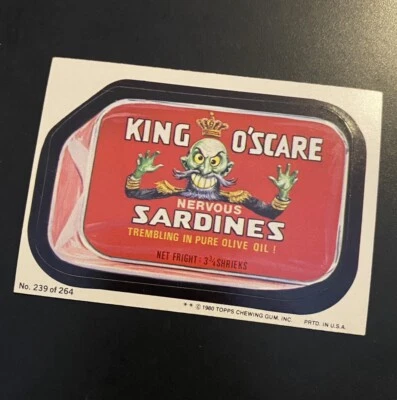 KING O'SCARE
NERVOUS
SARDINES
TREMBLING IN PURE OLIVE OIL!
NET FRIGHT: 3¾ SHRIEKS
No. 239 of 264
** © 1980 TOPPS CHEWING GUM, INC. PRTD. IN U.S.A.